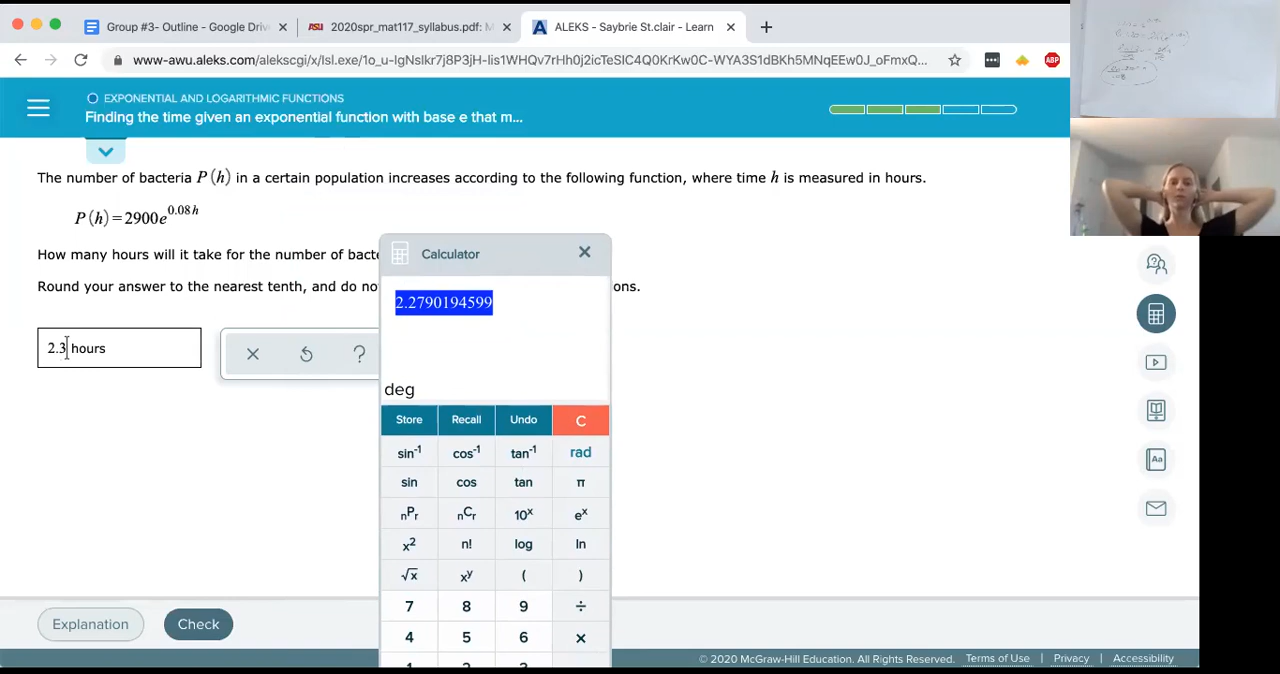 Group #3- Outline - Google Driv
2020spr_mat117_syllabus.pdf: M
ALEKS - Saybrie St.clair - Learn
www-awu.aleks.com/alekscgi/x/lsl.exe/1o_u-IgNsIkr7j8P3jH-lis1WHQv7rHh0j2icTeSIC4Q0KrKw0C-WYA3S1dBKh5MNqEEw0J_oFmxQ...
ABP
EXPONENTIAL AND LOGARITHMIC FUNCTIONS
Finding the time given an exponential function with base e that m...
The number of bacteria P(h) in a certain population increases according to the following function, where time h is measured in hours.
P(h)=2900e^0.08h
How many hours will it take for the number of bacte
Round your answer to the nearest tenth, and do no
ons.
2.3 hours
× ↺ ?
Calculator
2.2790194599
deg
Store Recall Undo C
sin⁻¹ cos⁻¹ tan⁻¹ rad
sin cos tan π
nPr nCr 10ˣ eˣ
x² n! log ln
√x xʸ ( )
7 8 9 ÷
4 5 6 ×
Aa
Explanation
Check
© 2020 McGraw-Hill Education. All Rights Reserved. Terms of Use | Privacy | Accessibility